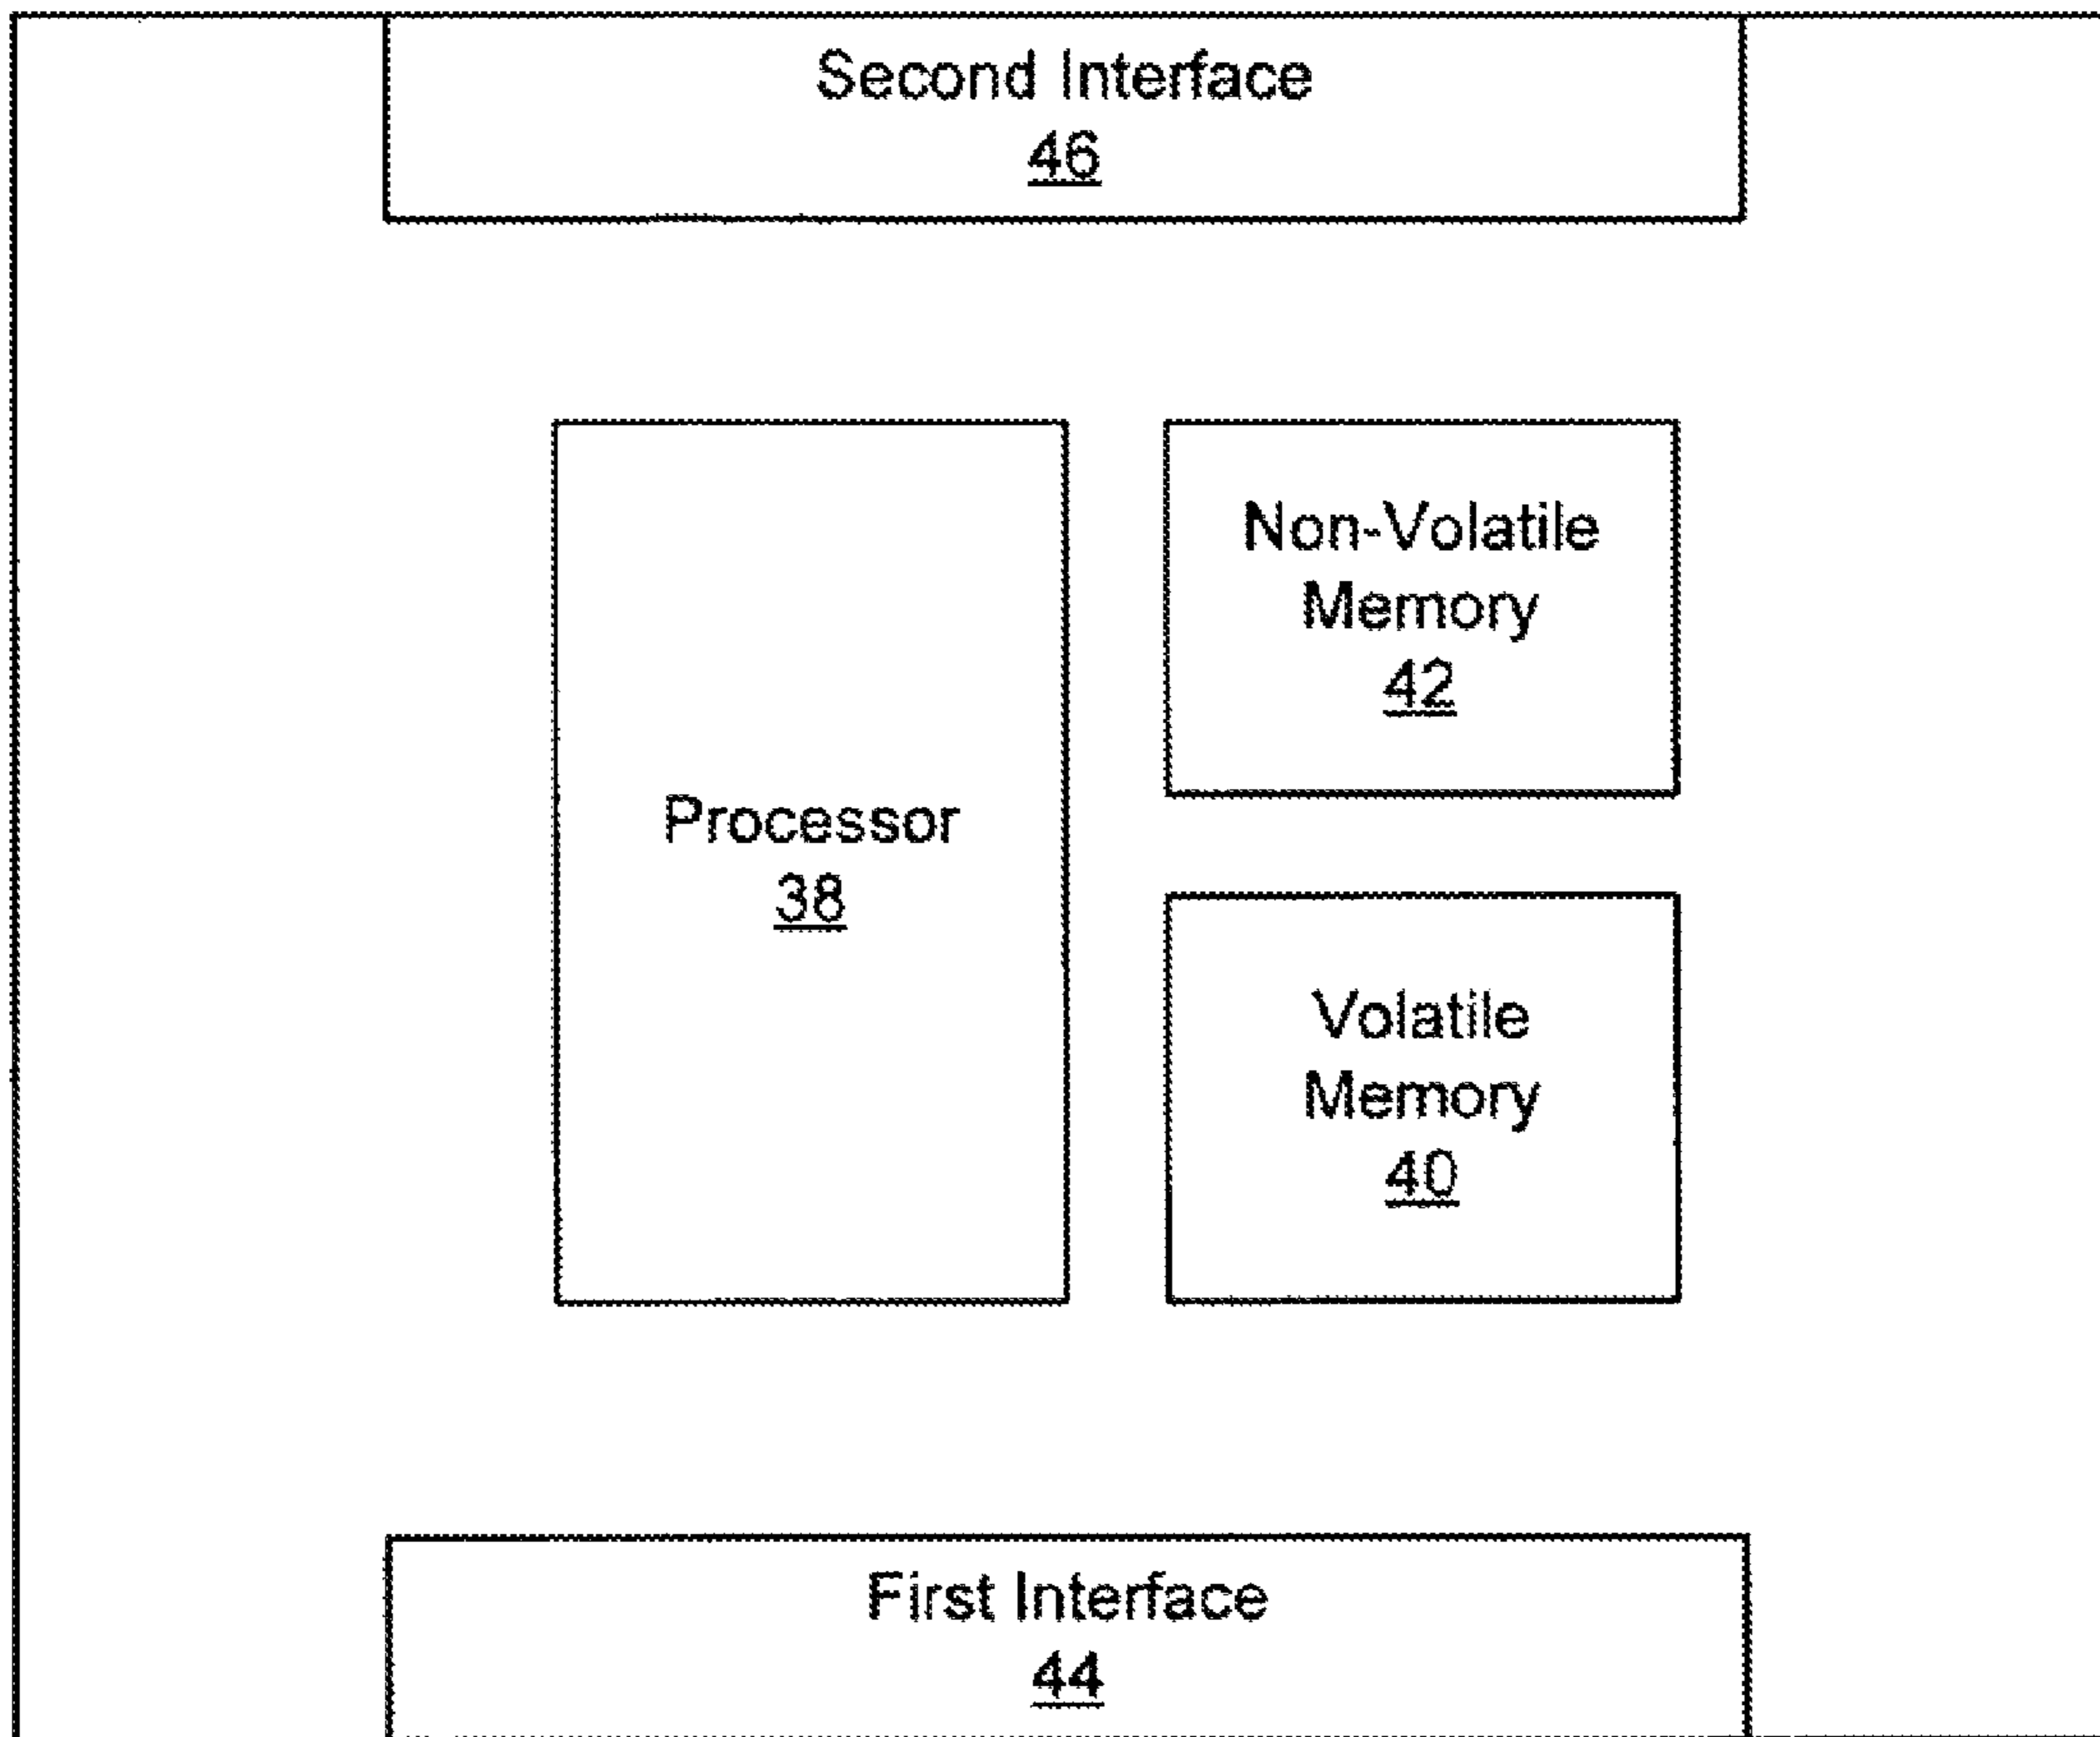 Second Interface
46
Non-Volatile
Memory
42
Processor
38
Volatile
Memory
40
First Interface
44